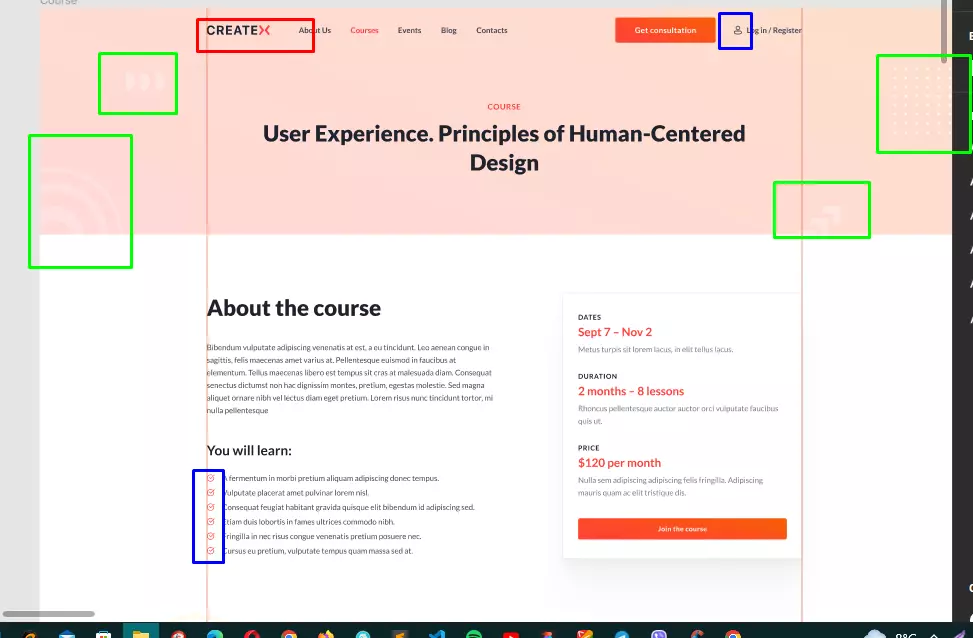 Course
CREATEX
About Us
Courses
Events
Blog
Contacts
Get consultation
Log in / Register
COURSE
User Experience. Principles of Human-Centered
Design
About the course
Bibendum vulputate adipiscing venenatis at est, a eu tincidunt. Leo aenean congue in
sagittis, felis maecenas amet varius at. Pellentesque euismod in faucibus at
elementum. Tellus maecenas libero est tempus sit cras at malesuada diam. Consequat
senectus dictumst non hac dignissim montes, pretium, egestas molestie. Sed magna
aliquet ornare nibh vel lectus diam eget pretium. Lorem risus nunc tincidunt tortor, mi
nulla pellentesque
You will learn:
A fermentum in morbi pretium aliquam adipiscing donec tempus.
Vulputate placerat amet pulvinar lorem nisl.
Consequat feugiat habitant gravida quisque elit bibendum id adipiscing sed.
Etiam duis lobortis in fames ultrices commodo nibh.
Fringilla in nec risus congue venenatis pretium posuere nec.
Cursus eu pretium, vulputate tempus quam massa sed at.
DATES
Sept 7 – Nov 2
Metus turpis sit lorem lacus, in elit tellus lacus.
DURATION
2 months – 8 lessons
Rhoncus pellentesque auctor auctor orci vulputate faucibus
quis ut.
PRICE
$120 per month
Nulla sem adipiscing adipiscing felis fringilla. Adipiscing
mauris quam ac elit tristique dis.
Join the course